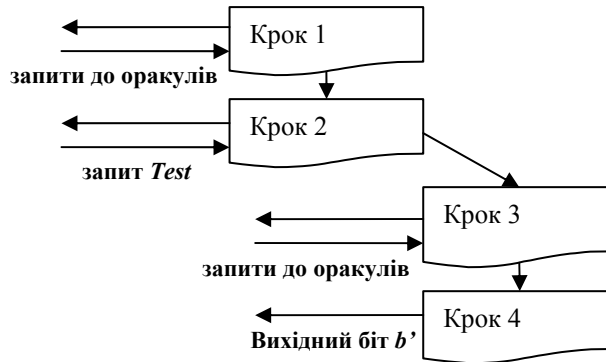 Крок 1
запити до оракулів
Крок 2
запит Test
Крок 3
запити до оракулів
Крок 4
Вихідний біт b’